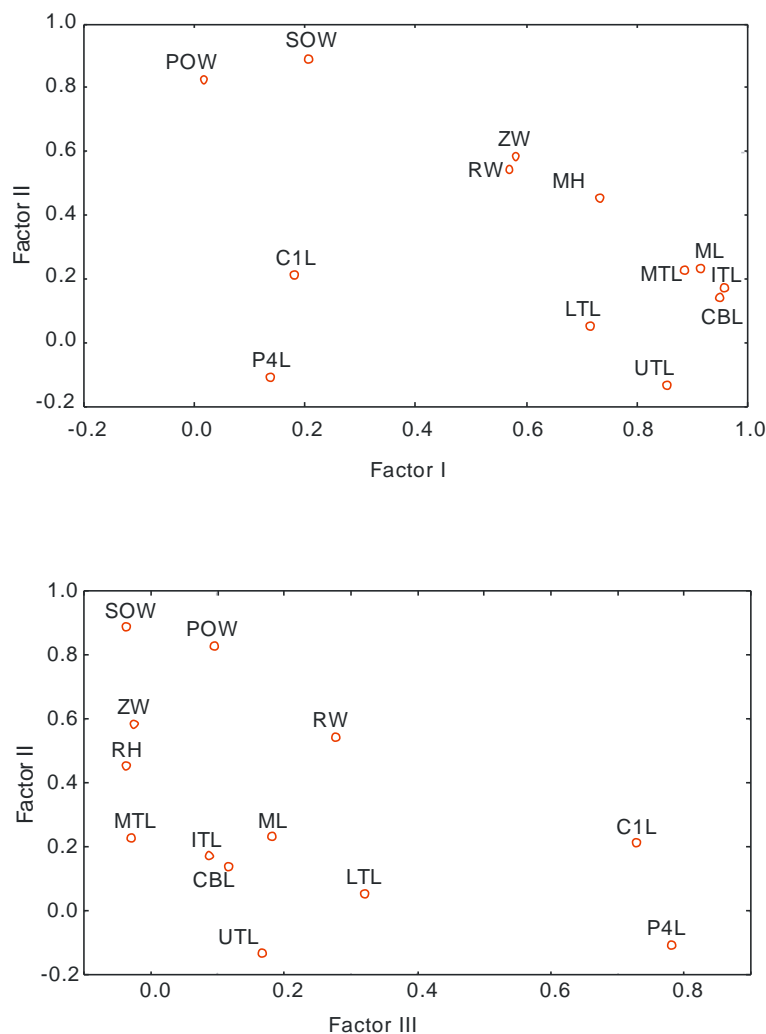 1.0
SOW
POW
0.8
ZW
0.6
RW
MH
Factor II
0.4
C1L
ML
0.2
MTL
ITL
LTL
CBL
0.0
P4L
UTL
-0.2
-0.2 0.0 0.2 0.4 0.6 0.8 1.0
Factor I
1.0
SOW
POW
0.8
ZW
RW
0.6
RH
Factor II
0.4
MTL
ML
C1L
ITL
0.2
CBL
LTL
0.0
UTL
P4L
-0.2
0.0 0.2 0.4 0.6 0.8
Factor III